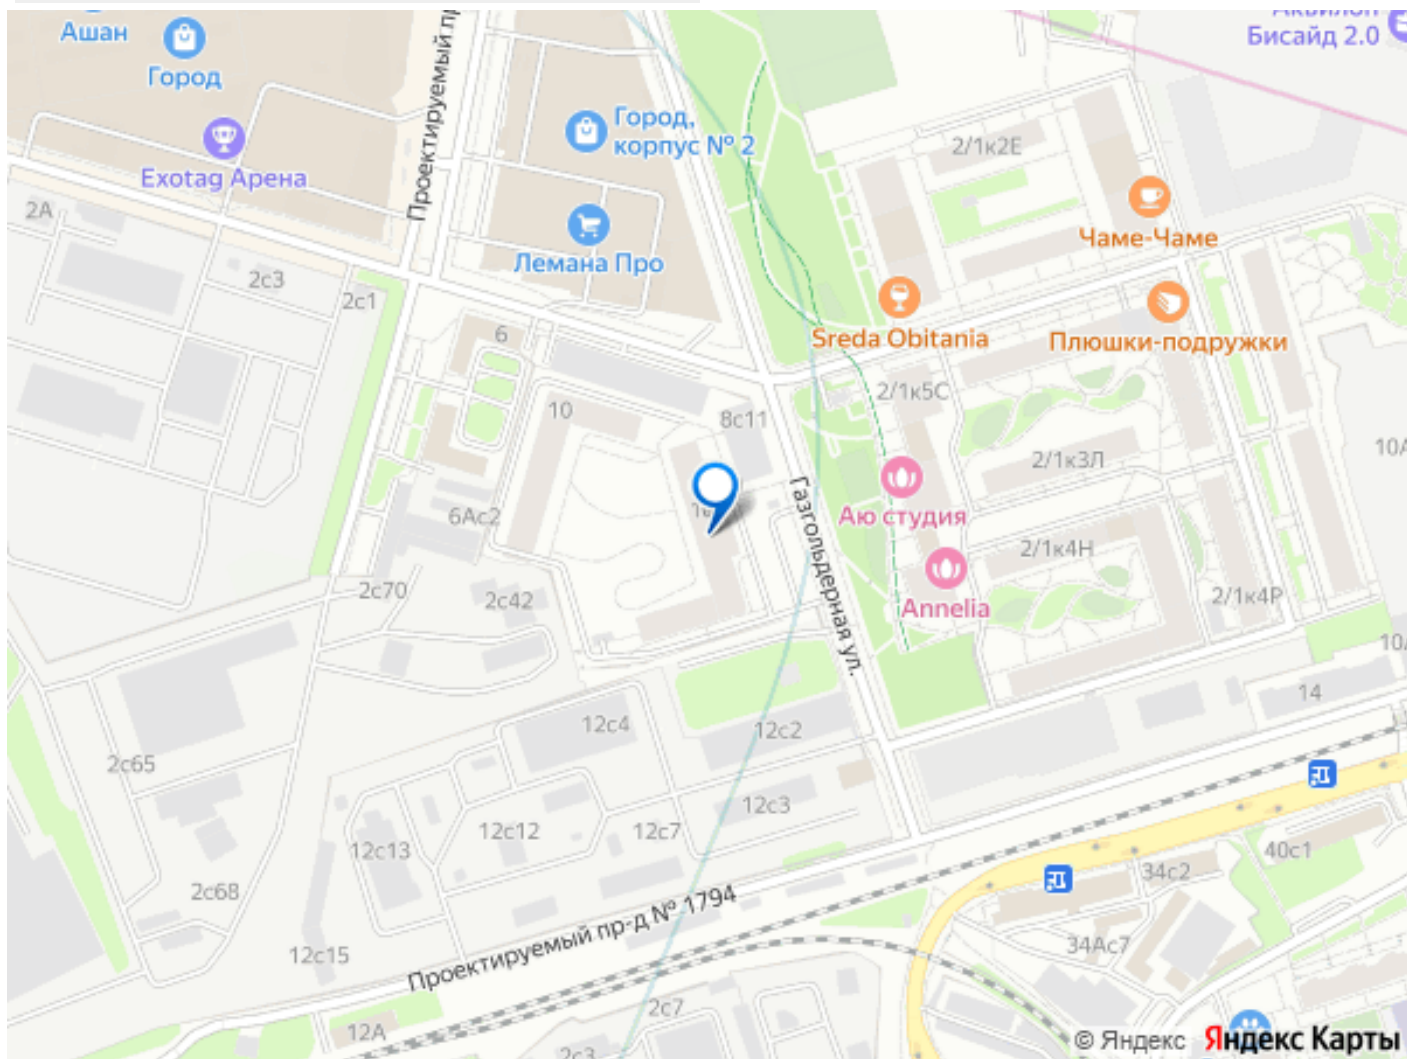 Ашан
Город
Проектируемый пр
Город,
корпус № 2
Exotag Арена
Лемана Про
Бисайд 2.0
2/1к2Е
Чаме-Чаме
Sreda Obitania
Плюшки-подружки
2А
2с3
2с1
6
10
8с11
2/1к5С
2/1к3Л
10А
6Ас2
Газгольдерная ул.
Аю студия
2/1к4Н
Annelia
2/1к4Р
2с70
2с42
14
12с4
12с2
2с65
12с3
12с12
12с7
12с13
40с1
34с2
2с68
Проектируемый пр-д № 1794
34Ас7
12с15
2с7
12А
2с3
© Яндекс Яндекс Карты